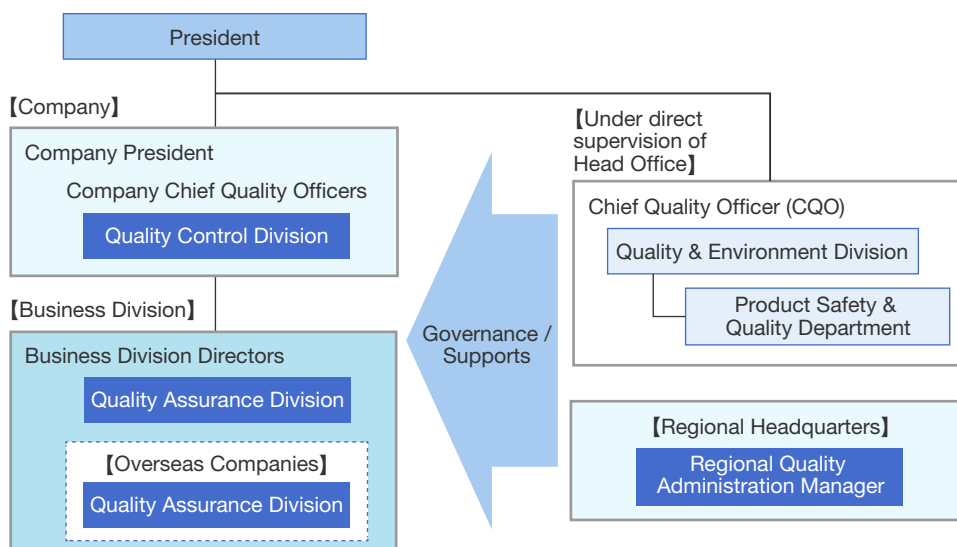 President
【Company】
Company President
Company Chief Quality Officers
Quality Control Division
【Business Division】
Business Division Directors
Quality Assurance Division
【Overseas Companies】
Quality Assurance Division
Governance /
Supports
【Under direct
supervision of
Head Office】
Chief Quality Officer (CQO)
Quality & Environment Division
Product Safety &
Quality Department
【Regional Headquarters】
Regional Quality
Administration Manager